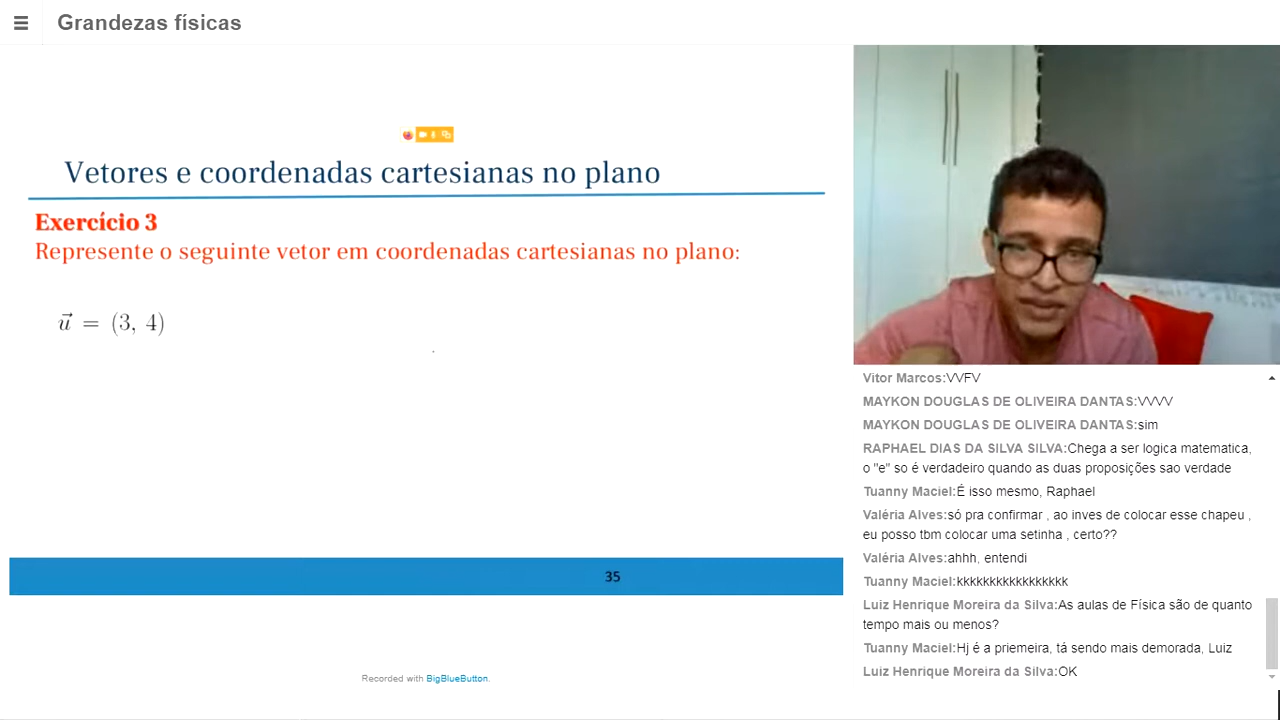 Grandezas físicas
Vetores e coordenadas cartesianas no plano
Exercício 3
Represente o seguinte vetor em coordenadas cartesianas no plano:
u⃗ = (3, 4)
35
Recorded with BigBlueButton.
Vitor Marcos:VVFV
MAYKON DOUGLAS DE OLIVEIRA DANTAS:VVVV
MAYKON DOUGLAS DE OLIVEIRA DANTAS:sim
RAPHAEL DIAS DA SILVA SILVA:Chega a ser logica matematica,
o "e" so é verdadeiro quando as duas proposições sao verdade
Tuanny Maciel:É isso mesmo, Raphael
Valéria Alves:só pra confirmar , ao inves de colocar esse chapeu ,
eu posso tbm colocar uma setinha , certo??
Valéria Alves:ahhh, entendi
Tuanny Maciel:kkkkkkkkkkkkkkkkk
Luiz Henrique Moreira da Silva:As aulas de Física são de quanto
tempo mais ou menos?
Tuanny Maciel:Hj é a priemeira, tá sendo mais demorada, Luiz
Luiz Henrique Moreira da Silva:OK